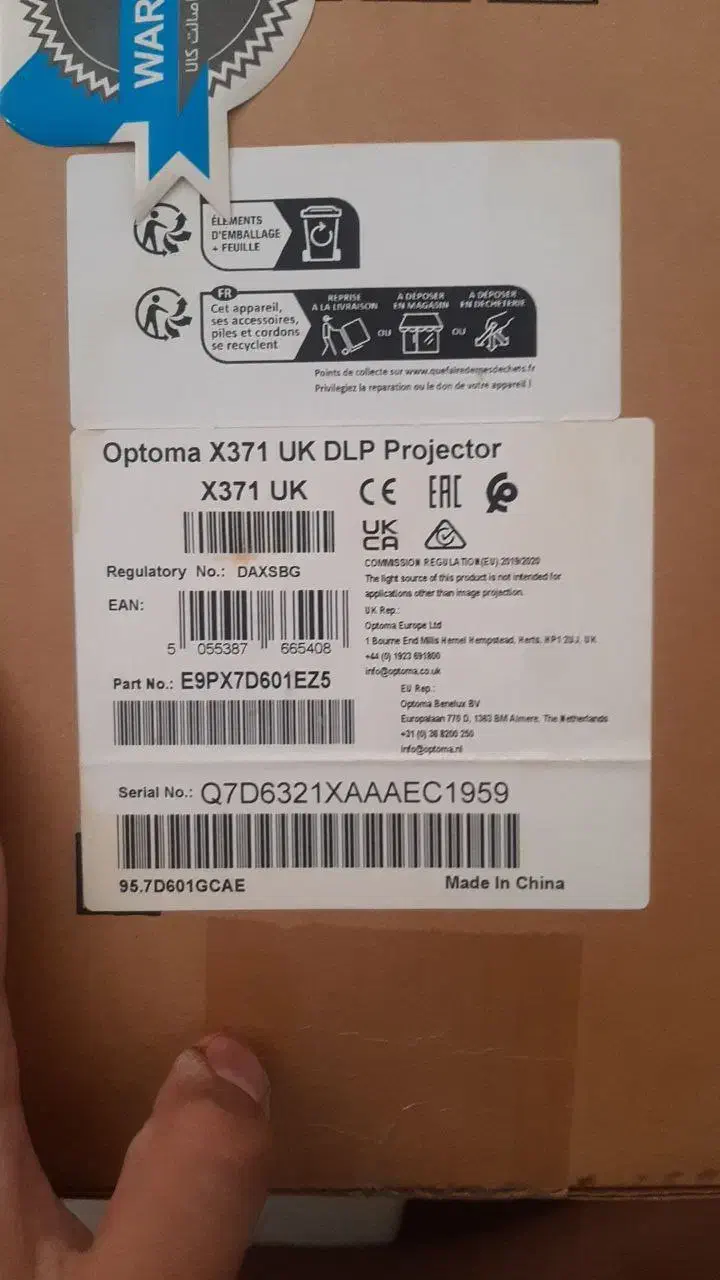 WAR
اصالت کالا
ÉLÉMENTS
D'EMBALLAGE
+ FEUILLE
FR
Cet appareil,
ses accessoires,
piles et cordons
se recyclent
REPRISE
À LA LIVRAISON
OU
À DÉPOSER
EN MAGASIN
OU
À DÉPOSER
EN DÉCHÈTERIE
Points de collecte sur www.quefairedemesdechets.fr
Privilegiez la reparation ou le don de votre appareil !
Optoma X371 UK DLP Projector
X371 UK
CE EAC
UK
CA
Regulatory No.: DAXSBG
EAN:
5 055387 665408
Part No.: E9PX7D601EZ5
COMMISSION REGULATION(EU) 2019/2020
The light source of this product is not intended for
applications other than image projection.
UK Rep.:
Optoma Europe Ltd
1 Bourne End Mills Hemel Hempstead, Herts, HP1 2UJ, UK
+44 (0) 1923 691800
info@optoma.co.uk
EU Rep.:
Optoma Benelux BV
Europalaan 770 D, 1363 BM Almere, The Netherlands
+31 (0) 36 8200 250
info@optoma.nl
Serial No.: Q7D6321XAAAEC1959
95.7D601GCAE
Made In China